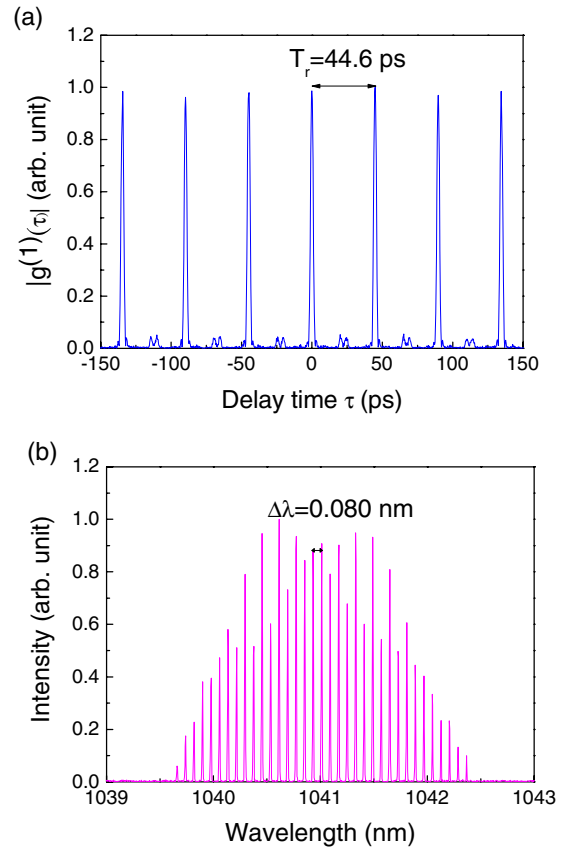 (a)
T_r=44.6 ps
1.2
1.0
0.8
0.6
0.4
0.2
0.0
|g^(1)(τ)| (arb. unit)
-150 -100 -50 0 50 100 150
Delay time τ (ps)
(b)
Δλ=0.080 nm
1.2
1.0
0.8
0.6
0.4
0.2
0.0
Intensity (arb. unit)
1039 1040 1041 1042 1043
Wavelength (nm)